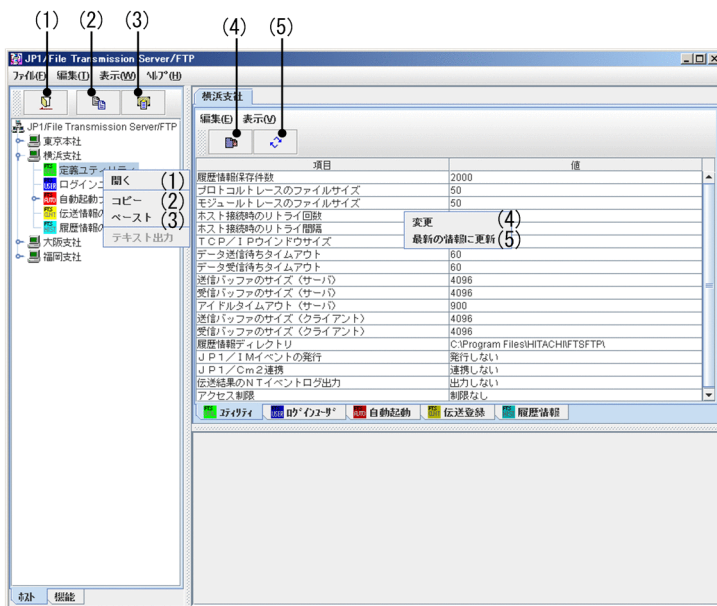 (1) (2) (3) (4) (5)
JP1/File Transmission Server/FTP
ファイル(F) 編集(T) 表示(W) ヘルプ(H)
横浜支社
編集(E) 表示(V)
JP1/File Transmission Server/FTP
東京本社
横浜支社
定義ユティリティ
ログインユ
自動起動プ
伝送情報の
履歴情報の
大阪支社
福岡支社
開く (1)
コピー (2)
ペースト (3)
テキスト出力
項目 値
履歴情報保存件数 2000
プロトコルトレースのファイルサイズ 50
モジュールトレースのファイルサイズ 50
ホスト接続時のリトライ回数
ホスト接続時のリトライ間隔
TCP/IPウインドウサイズ
データ送信待ちタイムアウト 60
データ受信待ちタイムアウト 60
送信バッファのサイズ(サーバ) 4096
受信バッファのサイズ(サーバ) 4096
アイドルタイムアウト(サーバ) 900
送信バッファのサイズ(クライアント) 4096
受信バッファのサイズ(クライアント) 4096
履歴情報ディレクトリ C:\Program Files\HITACHI\FTSFTP\
JP1/IMイベントの発行 発行しない
JP1/Cm2連携 連携しない
伝送結果のNTイベントログ出力 出力しない
アクセス制限 制限なし
変更 (4)
最新の情報に更新 (5)
ユティリティ ログインユーザ 自動起動 伝送登録 履歴情報
ホスト 機能